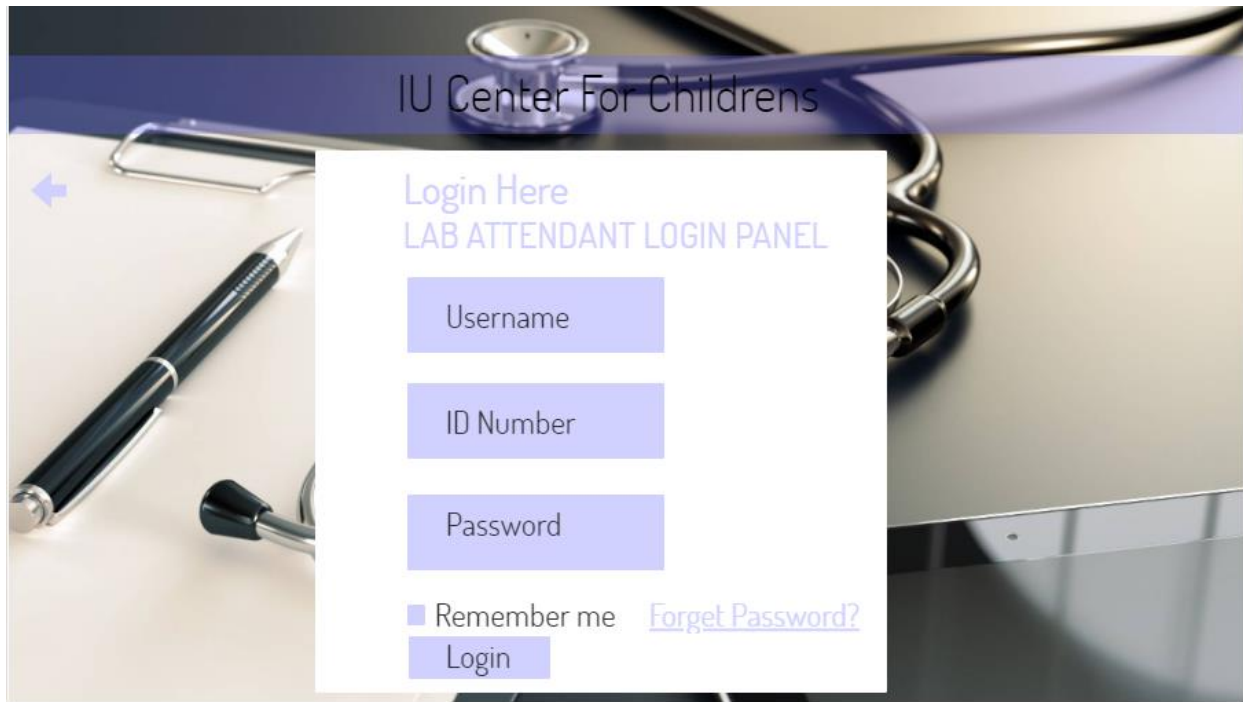 IU Center For Childrens
Login Here
LAB ATTENDANT LOGIN PANEL
Username
ID Number
Password
Remember me Forget Password?
Login